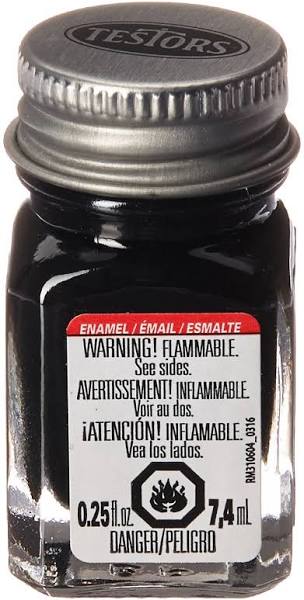 TESTORS
ENAMEL / ÉMAIL / ESMALTE
WARNING! FLAMMABLE.
See sides.
AVERTISSEMENT! INFLAMMABLE.
Voir au dos.
¡ATENCIÓN! INFLAMABLE.
Vea los lados.
0.25 fl.oz. 7,4 mL
DANGER/PELIGRO
RM310604_0316